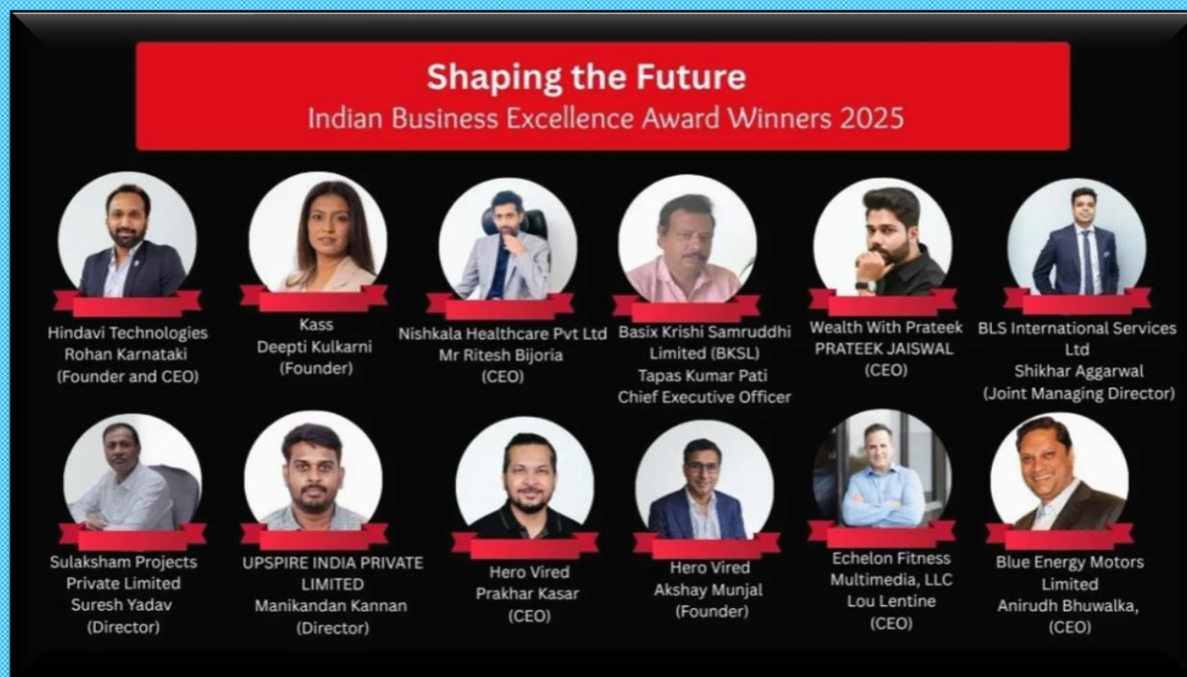 Shaping the Future
Indian Business Excellence Award Winners 2025
Hindavi Technologies
Rohan Karnataki
(Founder and CEO)
Kass
Deepti Kulkarni
(Founder)
Nishkala Healthcare Pvt Ltd
Mr Ritesh Bijoria
(CEO)
Basix Krishi Samruddhi
Limited (BKSL)
Tapas Kumar Pati
Chief Executive Officer
Wealth With Prateek
PRATEEK JAISWAL
(CEO)
BLS International Services
Ltd
Shikhar Aggarwal
(Joint Managing Director)
Sulaksham Projects
Private Limited
Suresh Yadav
(Director)
UPSPIRE INDIA PRIVATE
LIMITED
Manikandan Kannan
(Director)
Hero Vired
Prakhar Kasar
(CEO)
Hero Vired
Akshay Munjal
(Founder)
Echelon Fitness
Multimedia, LLC
Lou Lentine
(CEO)
Blue Energy Motors
Limited
Anirudh Bhuwalka,
(CEO)